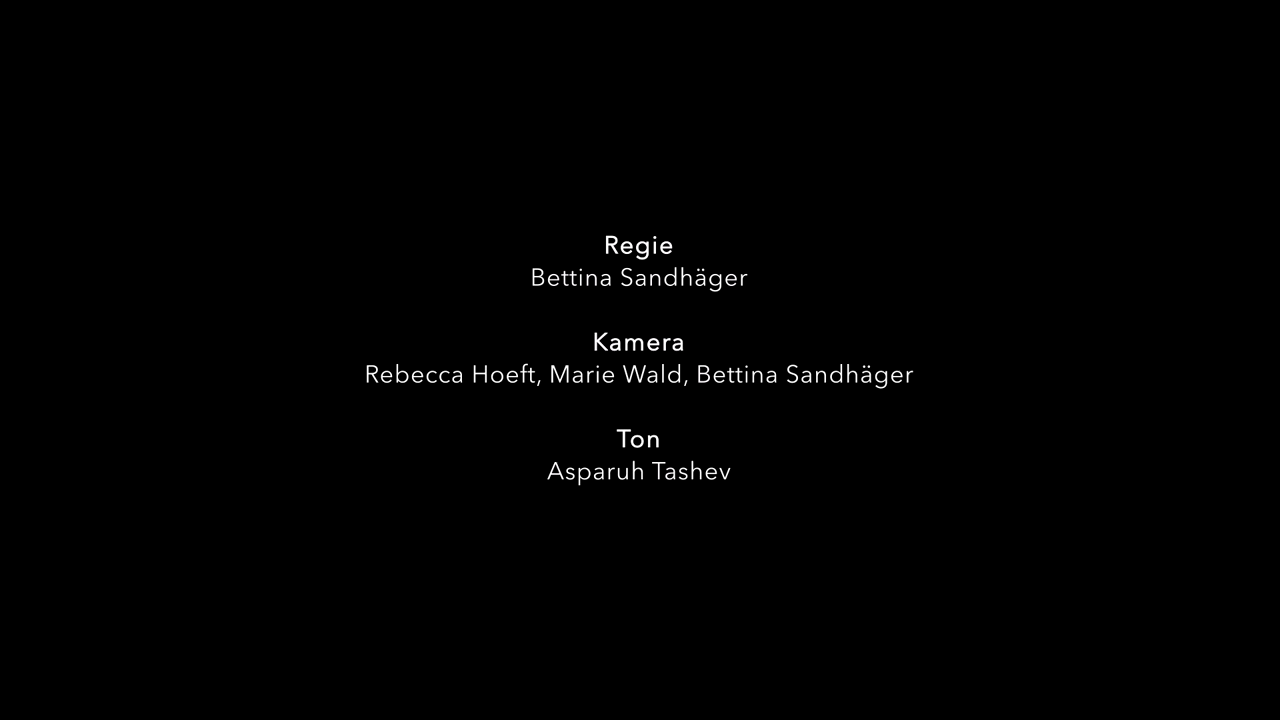 Regie
Bettina Sandhäger
Kamera
Rebecca Hoeft, Marie Wald, Bettina Sandhäger
Ton
Asparuh Tashev